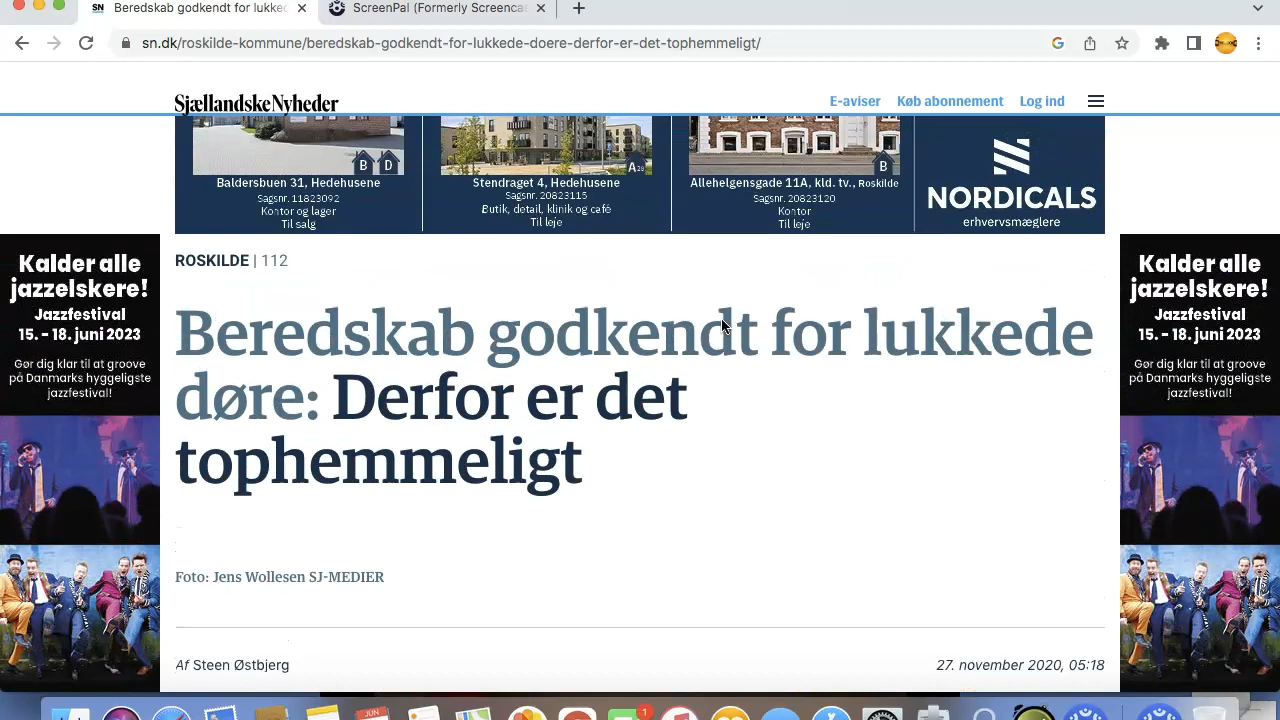 Beredskab godkendt for lukke
ScreenPal (Formerly Screenca
sn.dk/roskilde-kommune/beredskab-godkendt-for-lukkede-doere-derfor-er-det-tophemmeligt/
SjællandskeNyheder
E-aviser Køb abonnement Log ind
B D
Baldersbuen 31, Hedehusene
Sagsnr. 11823092
Kontor og lager
Til salg
Stendraget 4, Hedehusene
Sagsnr. 20823115
Butik, detail, klinik og café
Til leje
B
Allehelgensgade 11A, kld. tv., Roskilde
Sagsnr. 20823120
Kontor
Til leje
NORDICALS
erhvervsmæglere
Kalder alle
jazzelskere!
Jazzfestival
15. - 18. juni 2023
Gør dig klar til at groove
på Danmarks hyggeligste
jazzfestival!
ROSKILDE | 112
Beredskab godkendt for lukkede
døre: Derfor er det
tophemmeligt
Foto: Jens Wollesen SJ-MEDIER
Af Steen Østbjerg
27. november 2020, 05:18
Kalder alle
jazzelskere!
Jazzfestival
15. - 18. juni 2023
Gør dig klar til at groove
på Danmarks hyggeligste
jazzfestival!
JUN
1